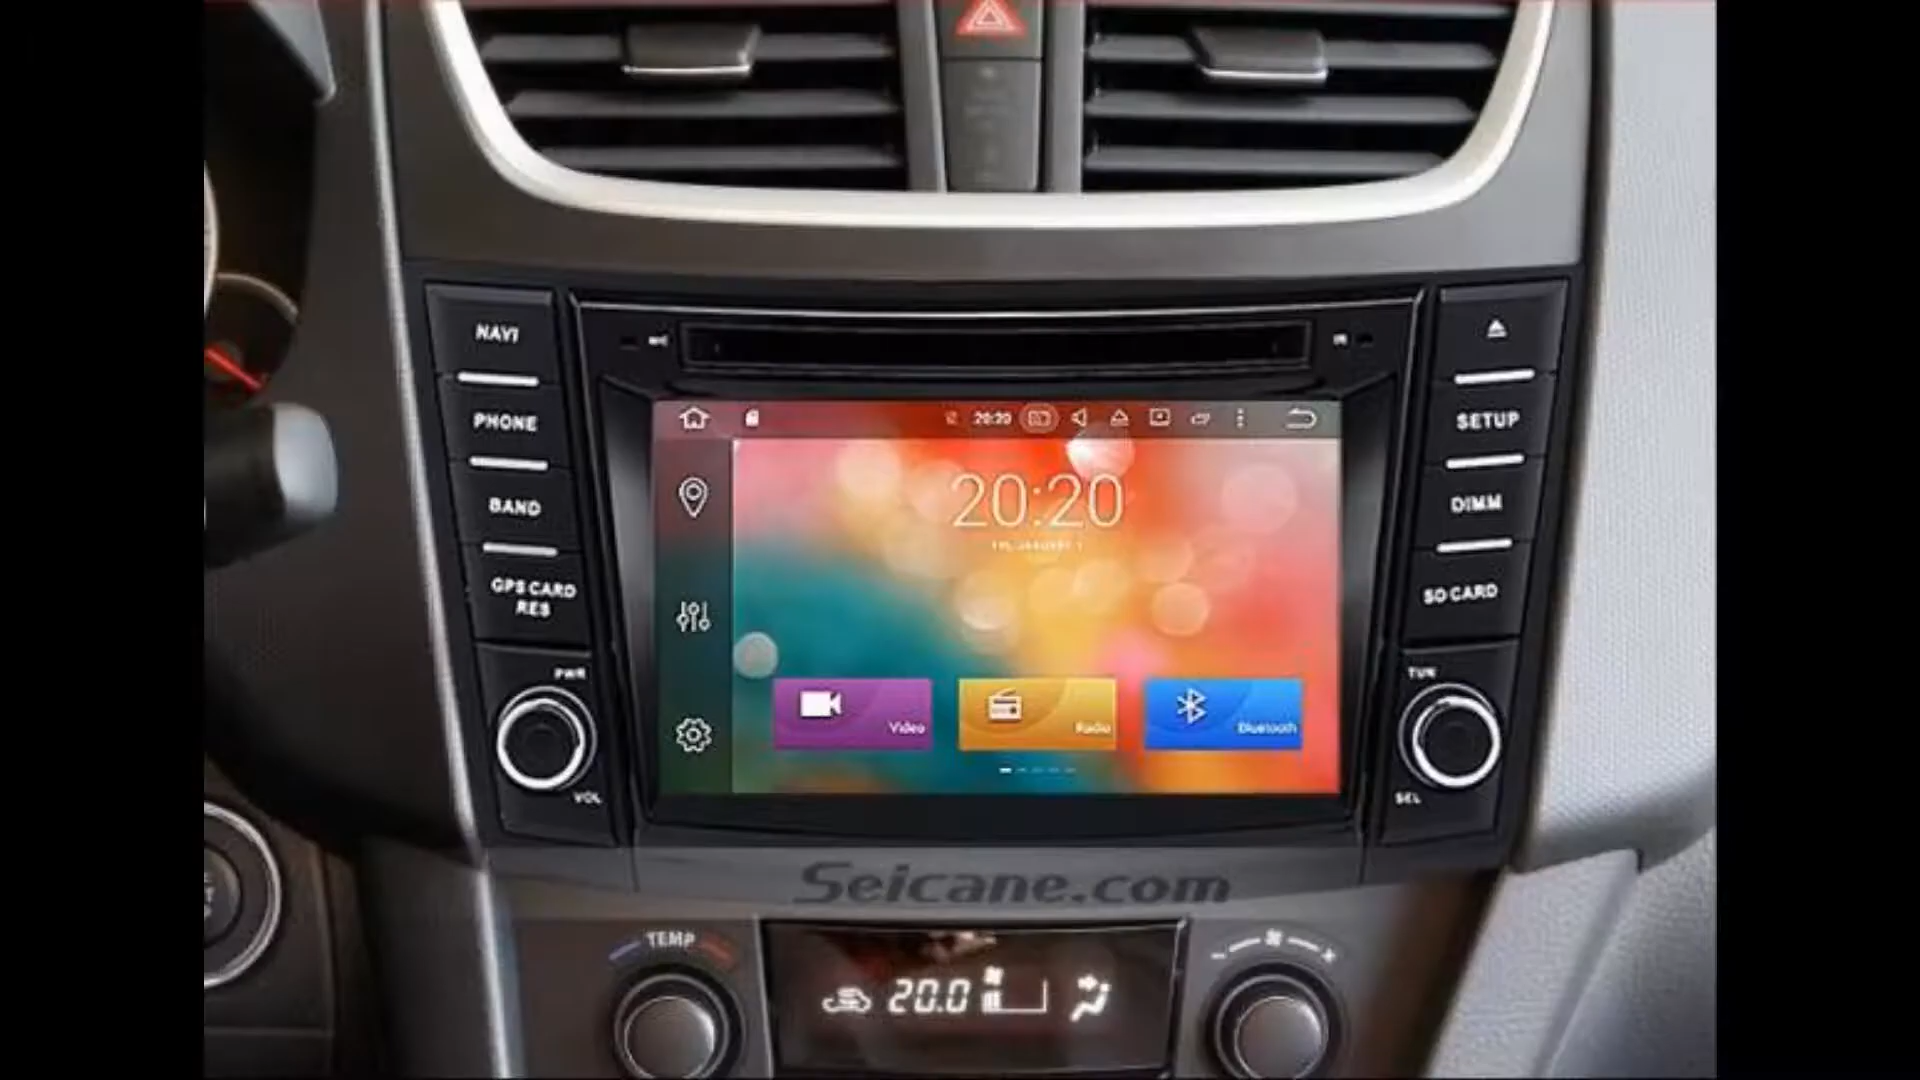 NAVI
PHONE
BAND
GPS CARD
RES
PWR
VOL
SETUP
DIMM
SD CARD
TUN
SEL
20:20
20:20
Video
Radio
Bluetooth
Seicane.com
TEMP
20.0